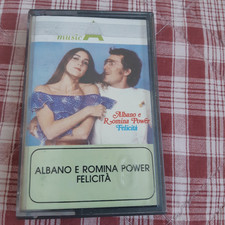 music A
Albano e
Romina Power
Felicità
ALBANO E ROMINA POWER
FELICITÀ